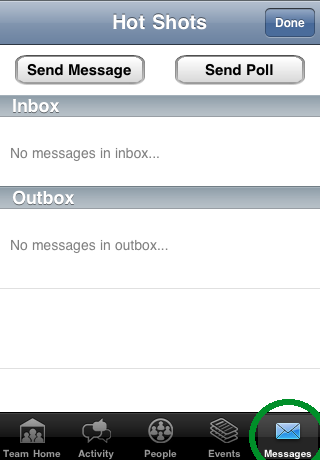 Hot Shots Done
Send Message Send Poll
Inbox
No messages in inbox...
Outbox
No messages in outbox...
Team Home Activity People Events Messages